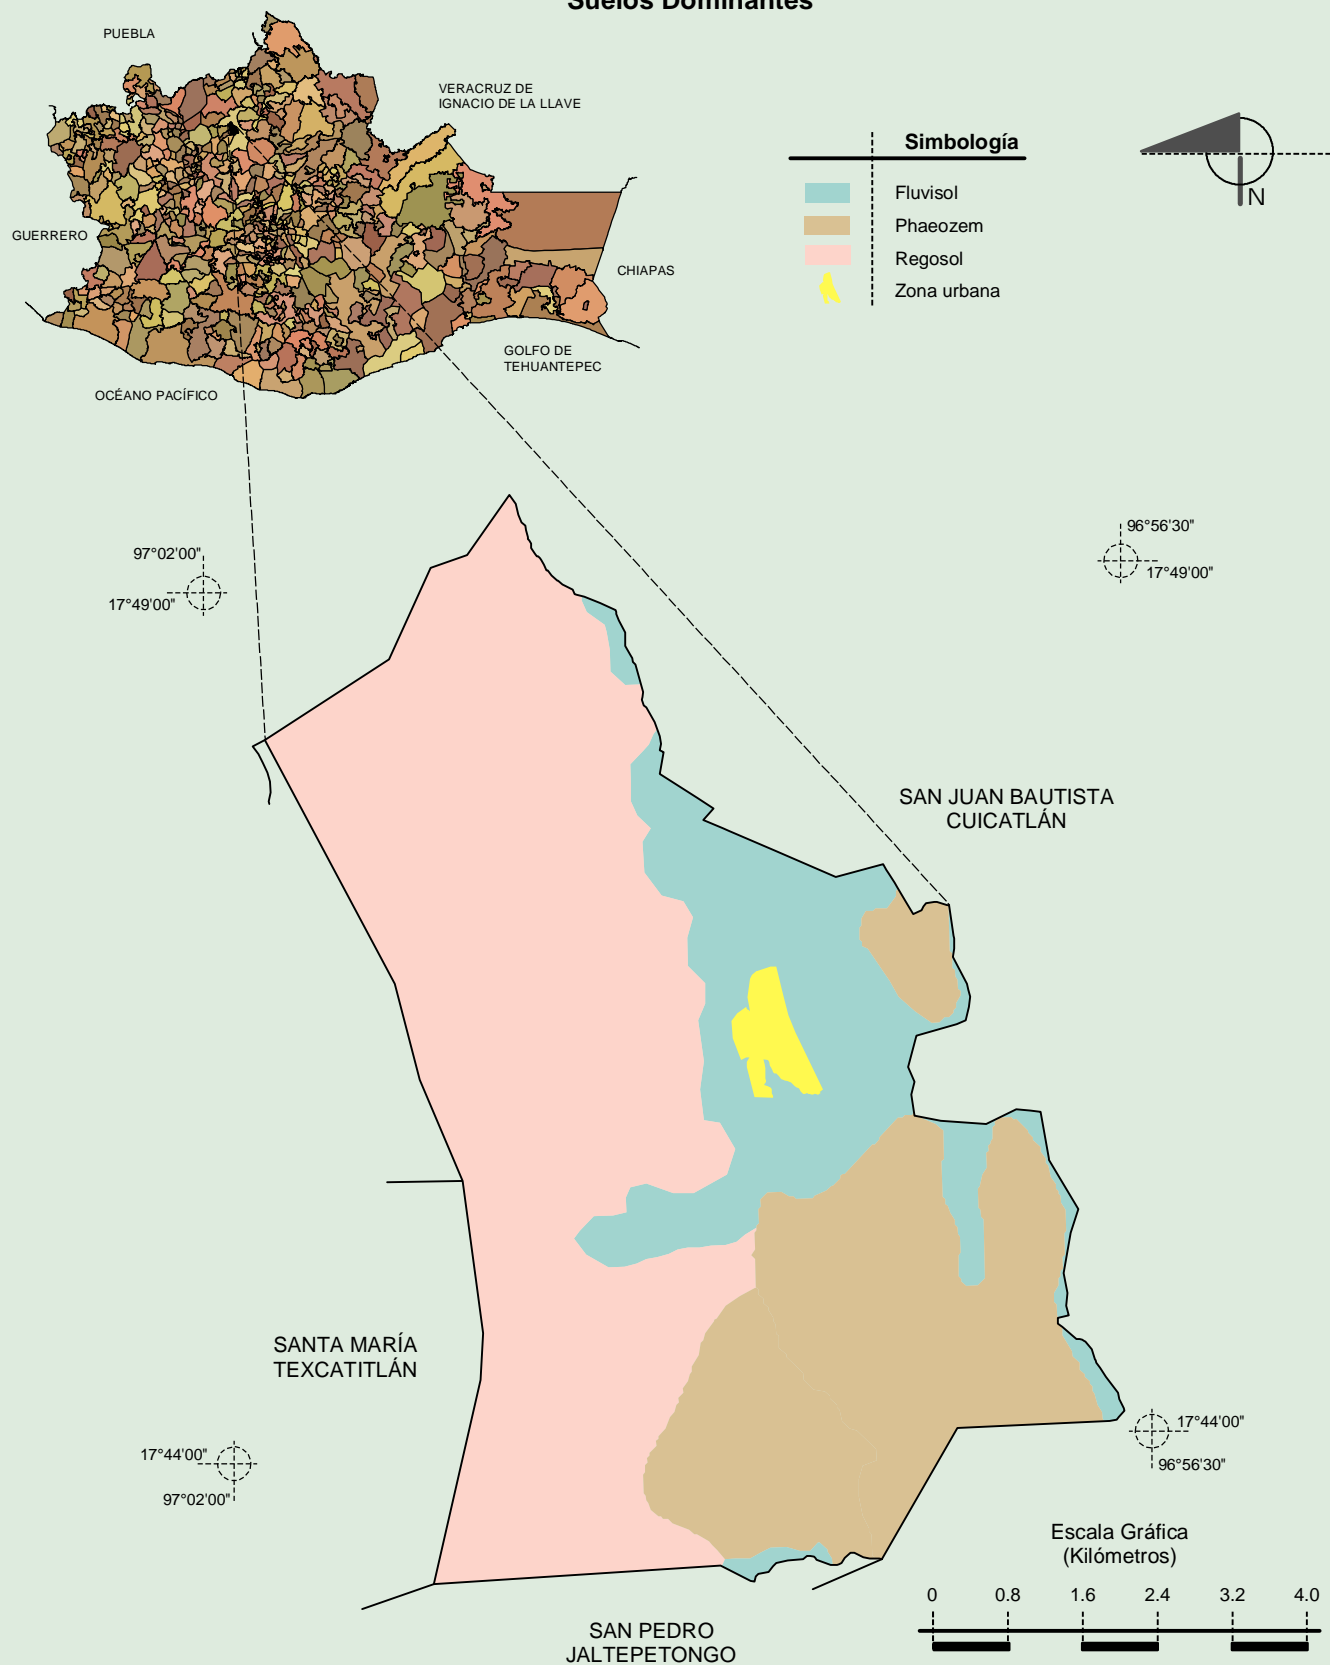 Suelos Dominantes
PUEBLA
VERACRUZ DE
IGNACIO DE LA LLAVE
GUERRERO
CHIAPAS
GOLFO DE
TEHUANTEPEC
OCÉANO PACÍFICO
Simbología
Fluvisol
Phaeozem
Regosol
Zona urbana
N
97°02'00"
17°49'00"
96°56'30"
17°49'00"
SAN JUAN BAUTISTA
CUICATLÁN
SANTA MARÍA
TEXCATITLÁN
17°44'00"
97°02'00"
17°44'00"
96°56'30"
SAN PEDRO
JALTEPETONGO
Escala Gráfica
(Kilómetros)
0 0.8 1.6 2.4 3.2 4.0